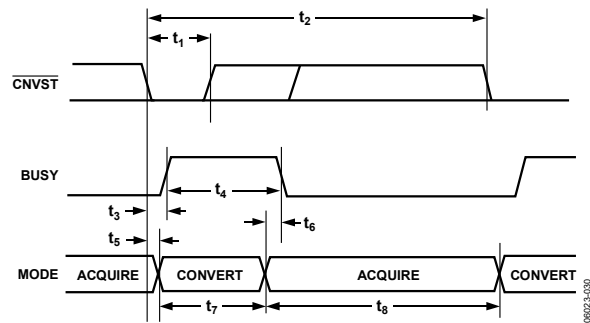 t2
t1
CNVST
BUSY
t4
t3
t6
t5
MODE ACQUIRE CONVERT ACQUIRE CONVERT
t7 t8
06023-030